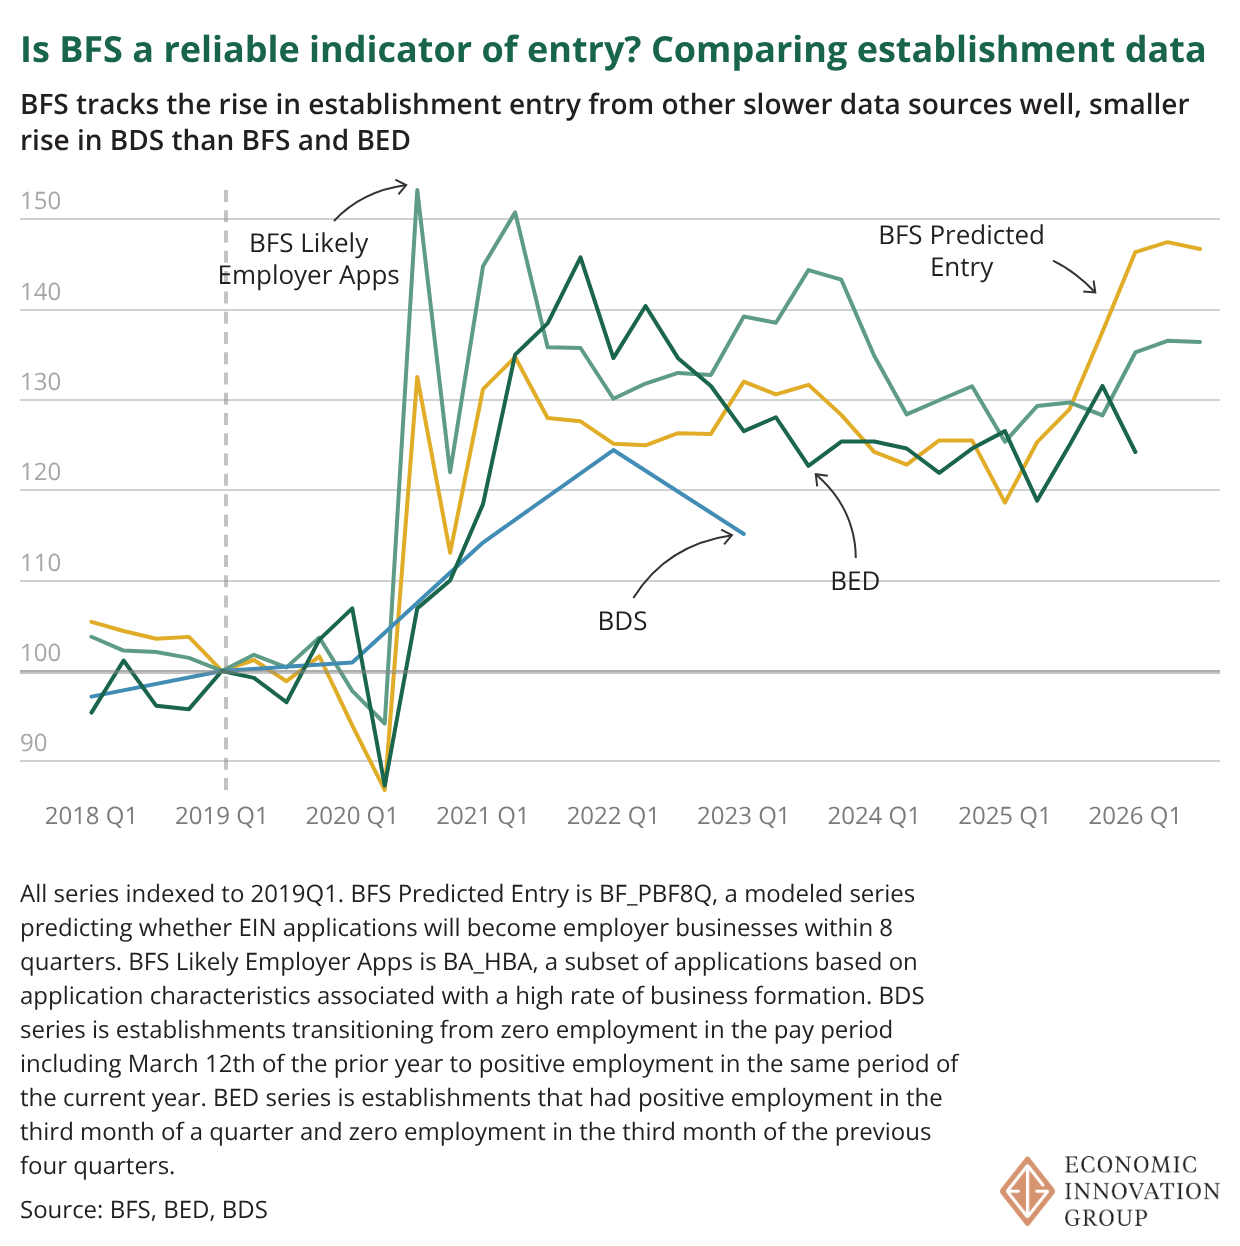 Is BFS a reliable indicator of entry? Comparing establishment data
BFS tracks the rise in establishment entry from other slower data sources well, smaller
rise in BDS than BFS and BED
150
BFS Likely
Employer Apps
BFS Predicted
Entry
140
130
120
110
BED
BDS
100
90
2018 Q1 2019 Q1 2020 Q1 2021 Q1 2022 Q1 2023 Q1 2024 Q1 2025 Q1 2026 Q1
All series indexed to 2019Q1. BFS Predicted Entry is BF_PBF8Q, a modeled series
predicting whether EIN applications will become employer businesses within 8
quarters. BFS Likely Employer Apps is BA_HBA, a subset of applications based on
application characteristics associated with a high rate of business formation. BDS
series is establishments transitioning from zero employment in the pay period
including March 12th of the prior year to positive employment in the same period of
the current year. BED series is establishments that had positive employment in the
third month of a quarter and zero employment in the third month of the previous
four quarters.
Source: BFS, BED, BDS
ECONOMIC
INNOVATION
GROUP